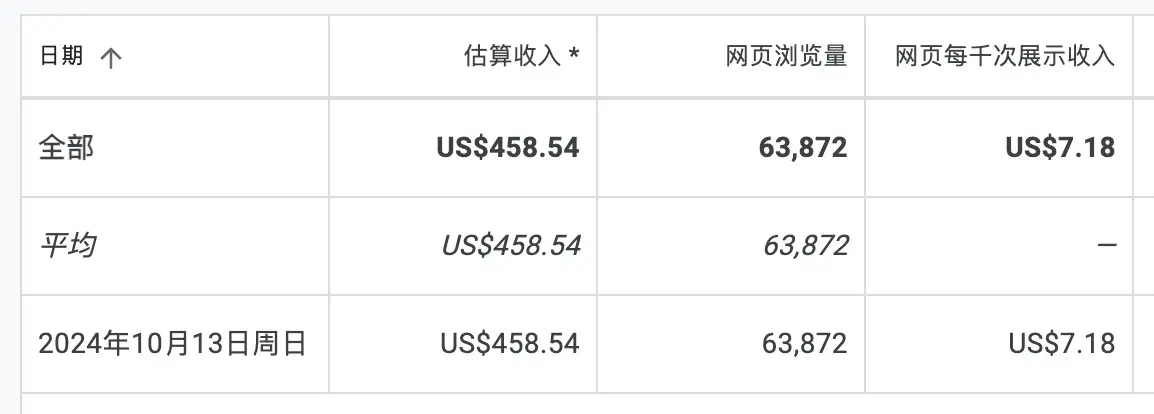 日期 ↑ 估算收入 * 网页浏览量 网页每千次展示收入
全部 US$458.54 63,872 US$7.18
平均 US$458.54 63,872 —
2024年10月13日周日 US$458.54 63,872 US$7.18